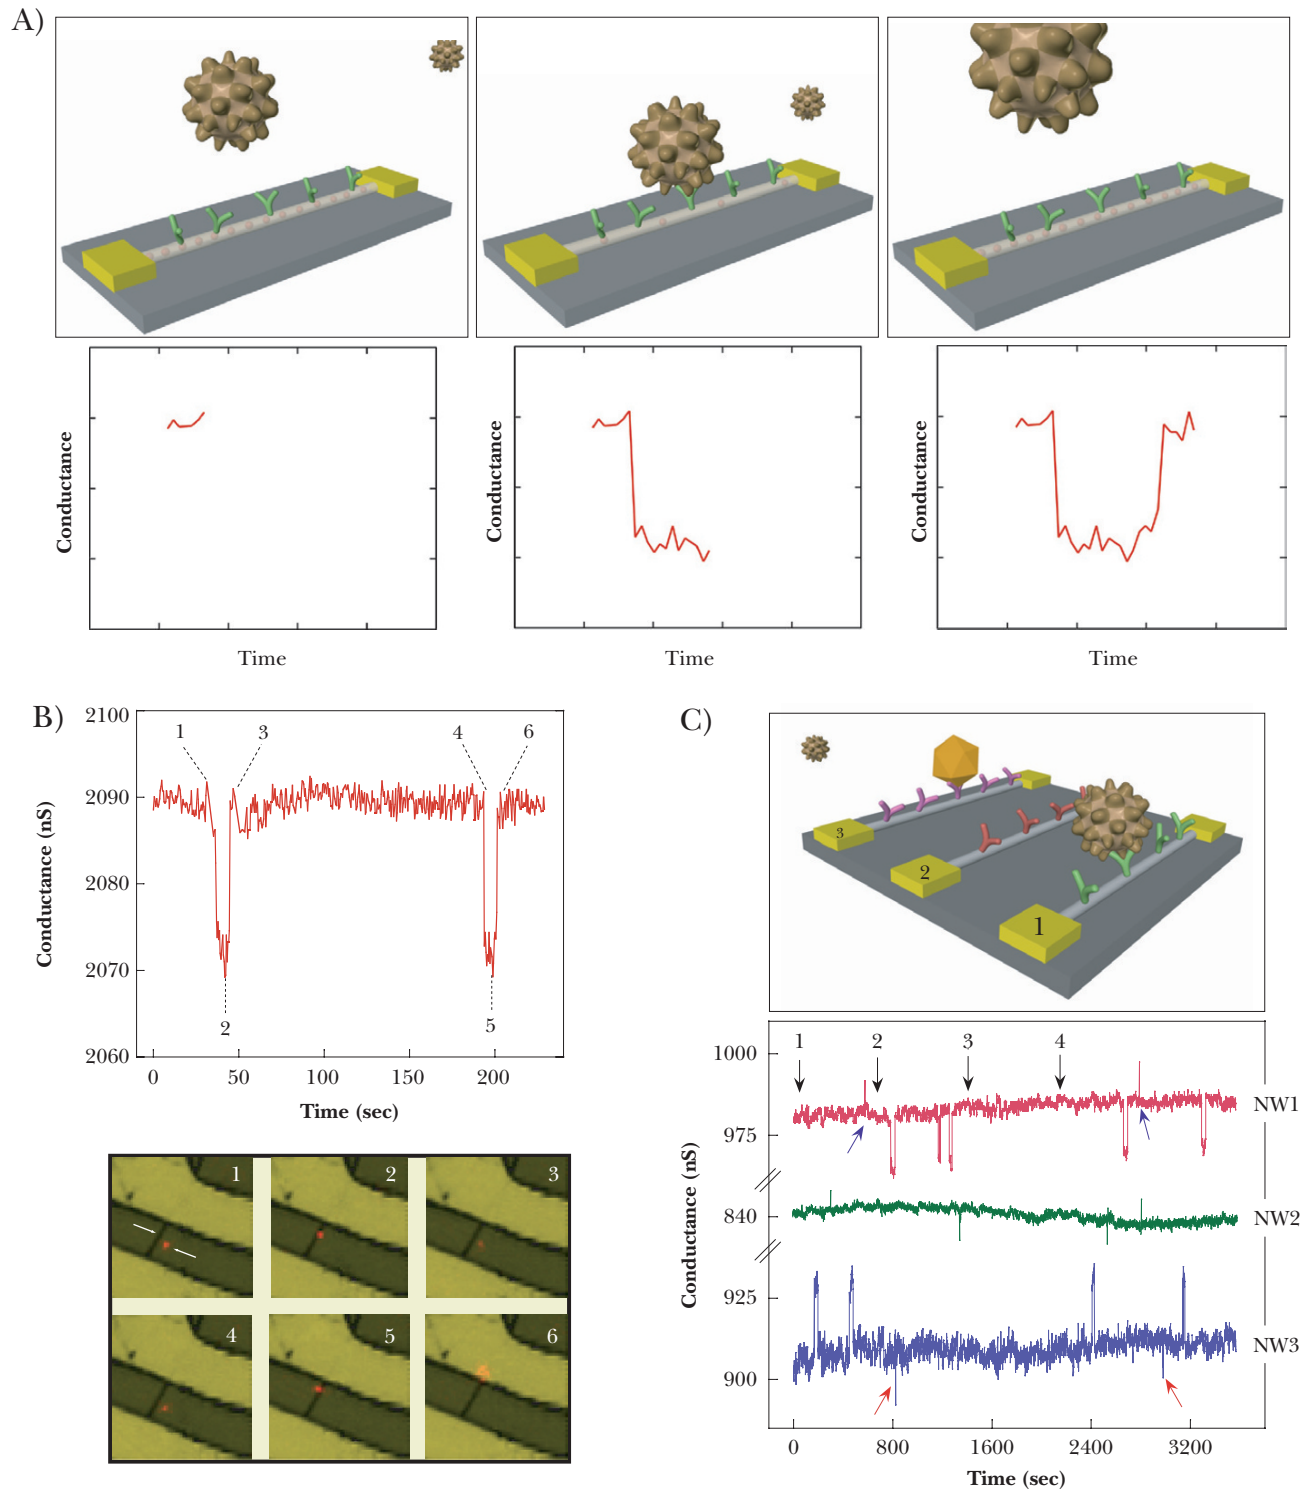 A)
Conductance
Time
Conductance
Time
Conductance
Time
B)
2100
2090
2080
2070
2060
Conductance (nS)
1 3 4 6
2 5
0 50 100 150 200
Time (sec)
1 2 3
4 5 6
C)
3
2
1
1 2 3 4
1000
975
840
925
900
Conductance (nS)
Conductance (nS)
NW1
NW2
NW3
0 800 1600 2400 3200
Time (sec)